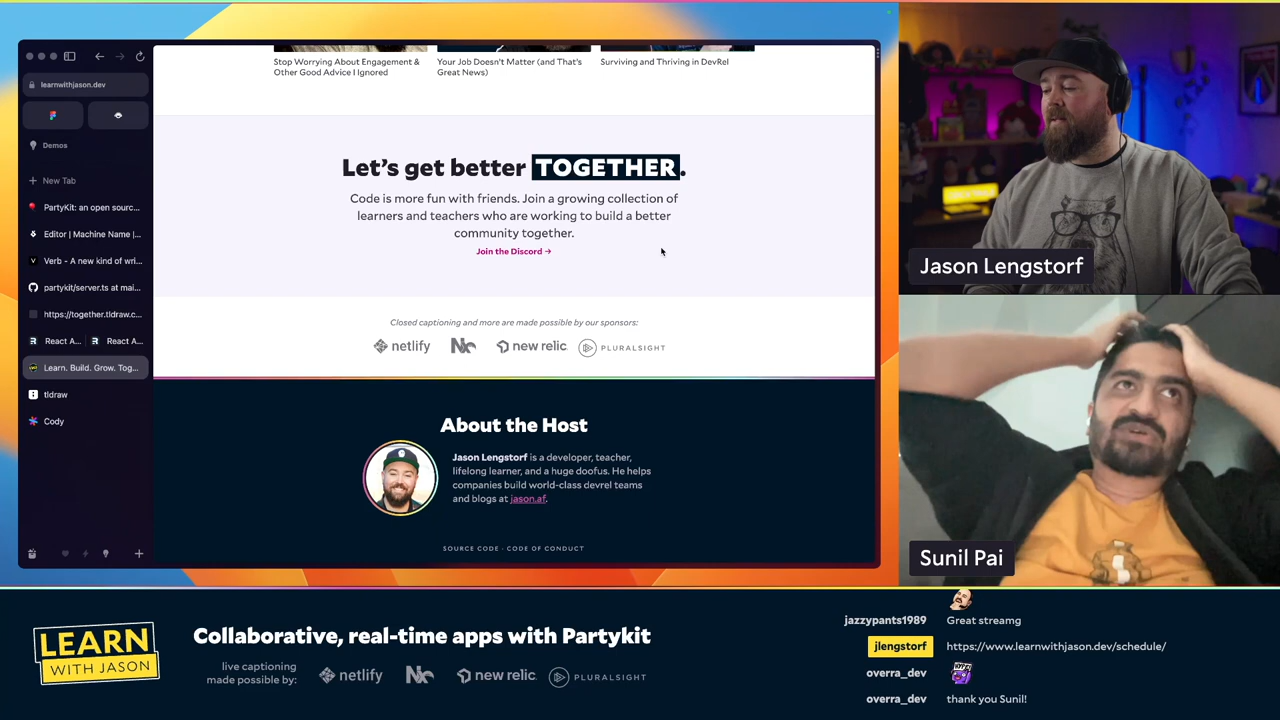 learnwithjason.dev
Demos
New Tab
PartyKit: an open sourc...
Editor | Machine Name |...
Verb - A new kind of wri...
partykit/server.ts at mai...
https://together.tldraw.c...
React A...
React A...
Learn. Build. Grow. Tog...
tldraw
Cody
Stop Worrying About Engagement &
Other Good Advice I Ignored
Your Job Doesn't Matter (and That's
Great News)
Surviving and Thriving in DevRel
Let's get better TOGETHER.
Code is more fun with friends. Join a growing collection of
learners and teachers who are working to build a better
community together.
Join the Discord →
Closed captioning and more are made possible by our sponsors:
netlify
new relic.
PLURALSIGHT
About the Host
Jason Lengstorf is a developer, teacher,
lifelong learner, and a huge doofus. He helps
companies build world-class devrel teams
and blogs at jason.af.
SOURCE CODE · CODE OF CONDUCT
Jason Lengstorf
Sunil Pai
LEARN
WITH JASON
Collaborative, real-time apps with Partykit
live captioning
made possible by:
netlify
new relic.
PLURALSIGHT
jazzypants1989 Great streamg
jlengstorf https://www.learnwithjason.dev/schedule/
overra_dev
overra_dev thank you Sunil!